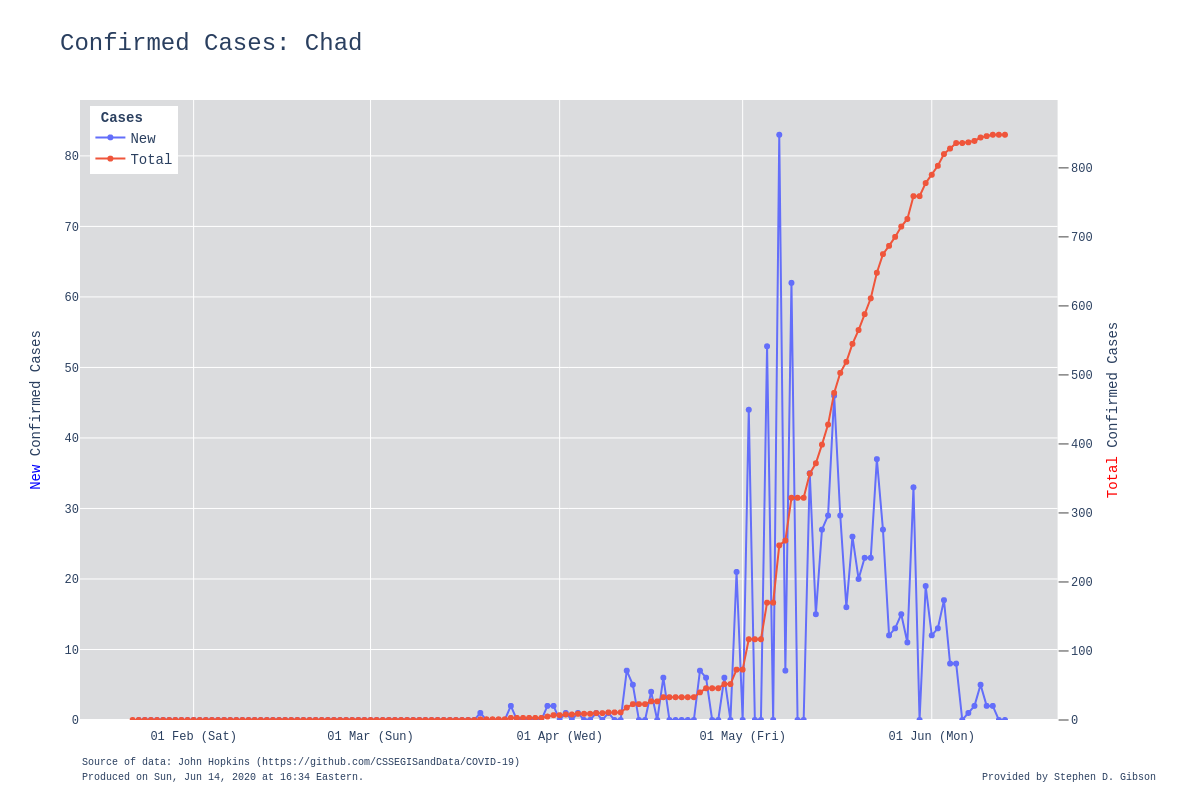 Confirmed Cases: Chad
Cases
New
Total
80
70
60
50
40
30
20
10
0
New Confirmed Cases
800
700
600
500
400
300
200
100
0
Total Confirmed Cases
01 Feb (Sat) 01 Mar (Sun) 01 Apr (Wed) 01 May (Fri) 01 Jun (Mon)
Source of data: John Hopkins (https://github.com/CSSEGISandData/COVID-19)
Produced on Sun, Jun 14, 2020 at 16:34 Eastern.
Provided by Stephen D. Gibson